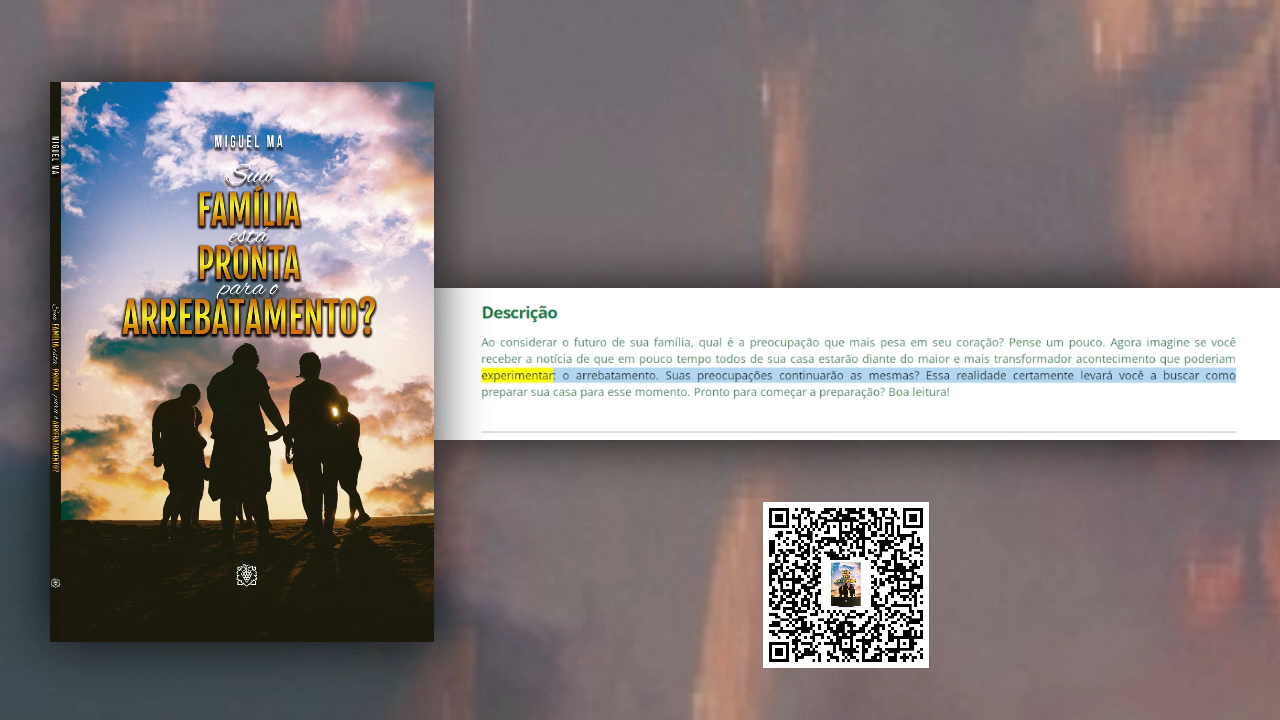 MIGUEL MA
Sua
FAMÍLIA
está
PRONTA
para o
ARREBATAMENTO?
MIGUEL MA
Sua FAMÍLIA está PRONTA para o ARREBATAMENTO?
Descrição
Ao considerar o futuro de sua família, qual é a preocupação que mais pesa em seu coração? Pense um pouco. Agora imagine se você
receber a notícia de que em pouco tempo todos de sua casa estarão diante do maior e mais transformador acontecimento que poderiam
experimentar: o arrebatamento. Suas preocupações continuarão as mesmas? Essa realidade certamente levará você a buscar como
preparar sua casa para esse momento. Pronto para começar a preparação? Boa leitura!